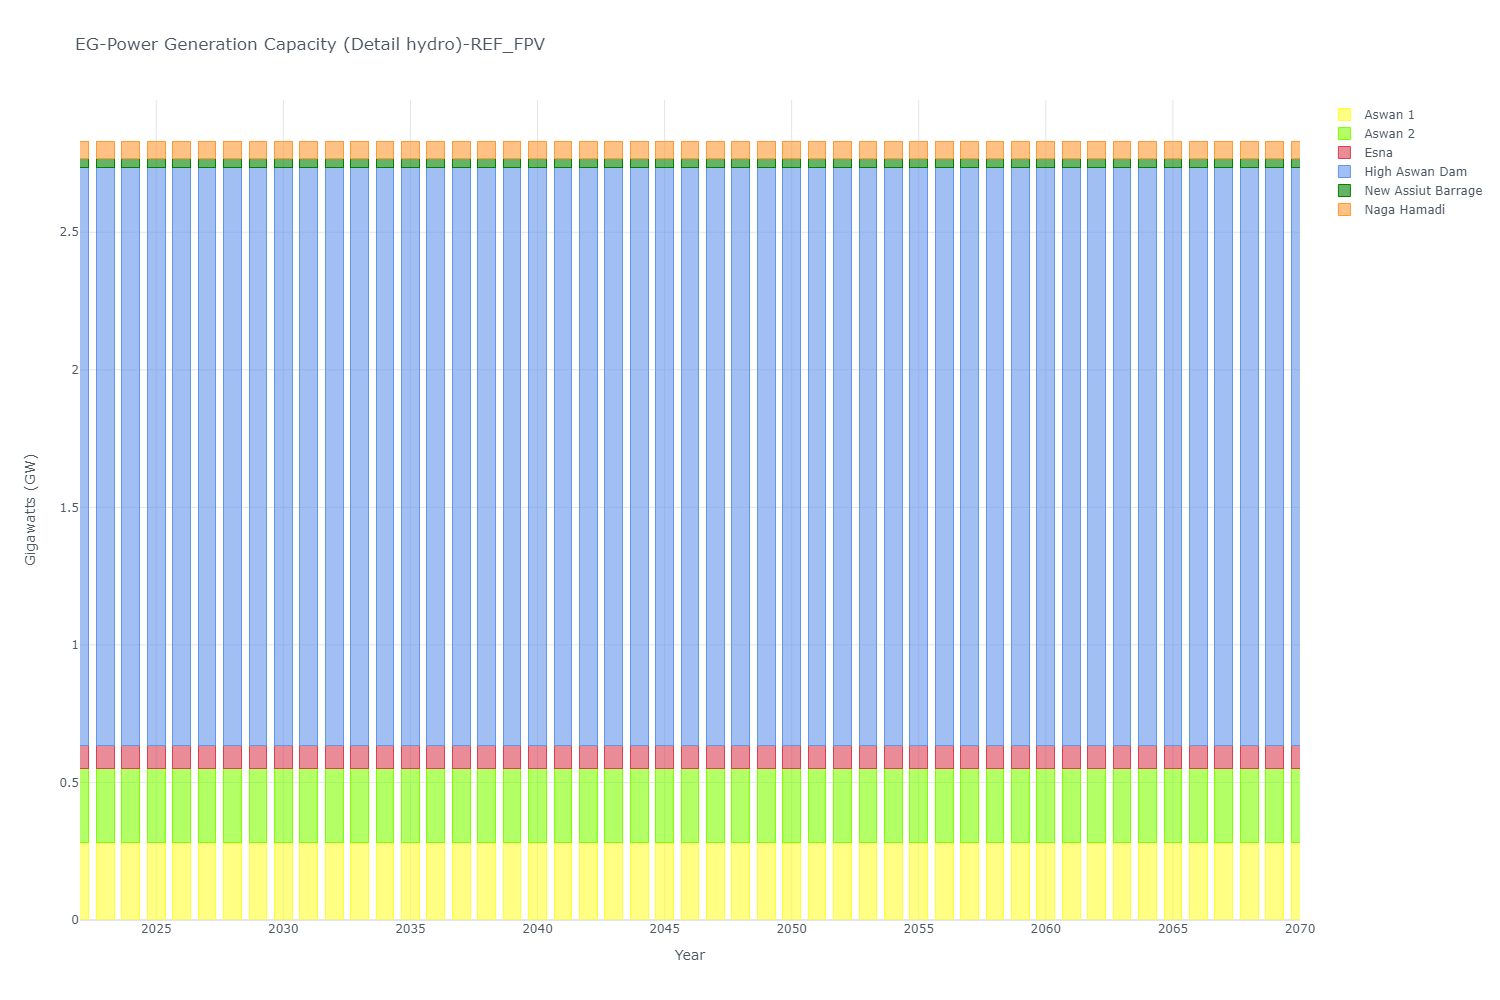 EG-Power Generation Capacity (Detail hydro)-REF_FPV
Aswan 1
Aswan 2
Esna
High Aswan Dam
New Assiut Barrage
Naga Hamadi
Gigawatts (GW)
2.5
2
1.5
1
0.5
0
2025 2030 2035 2040 2045 2050 2055 2060 2065 2070
Year